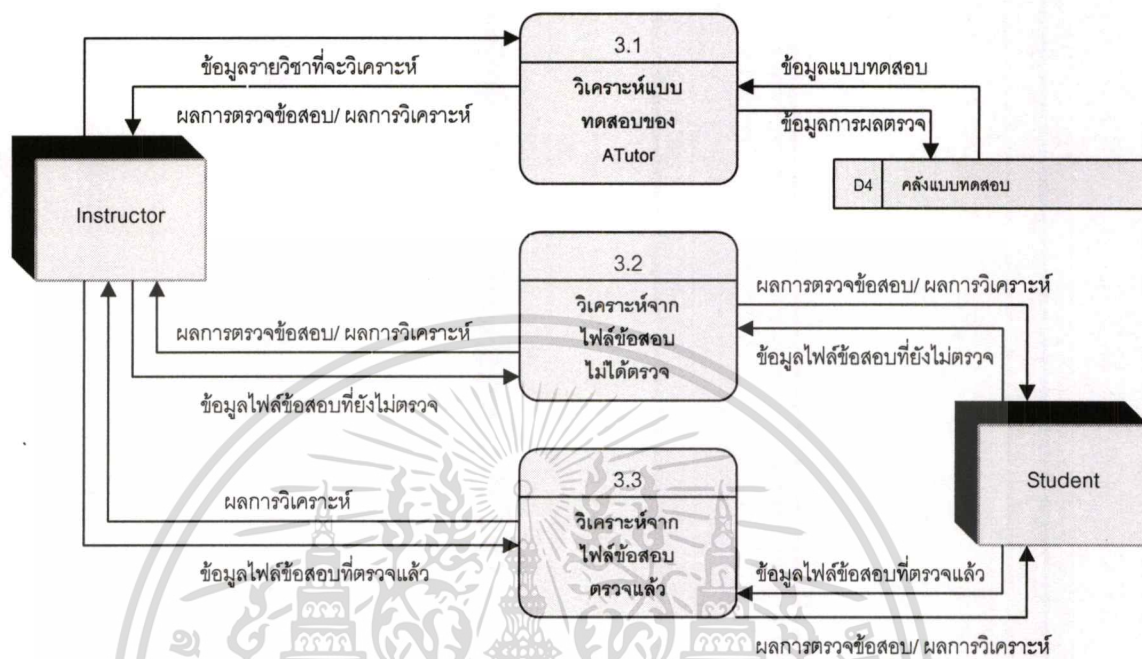 3.1
วิเคราะห์แบบ
ทดสอบของ
ATutor
ข้อมูลรายวิชาที่จะวิเคราะห์
ผลการตรวจข้อสอบ/ ผลการวิเคราะห์
ข้อมูลแบบทดสอบ
ข้อมูลการผลตรวจ
D4 คลังแบบทดสอบ
Instructor
3.2
วิเคราะห์จาก
ไฟล์ข้อสอบ
ไม่ได้ตรวจ
ผลการตรวจข้อสอบ/ ผลการวิเคราะห์
ข้อมูลไฟล์ข้อสอบที่ยังไม่ตรวจ
ผลการตรวจข้อสอบ/ ผลการวิเคราะห์
ข้อมูลไฟล์ข้อสอบที่ยังไม่ตรวจ
Student
3.3
วิเคราะห์จาก
ไฟล์ข้อสอบ
ตรวจแล้ว
ผลการวิเคราะห์
ข้อมูลไฟล์ข้อสอบที่ตรวจแล้ว
ข้อมูลไฟล์ข้อสอบที่ตรวจแล้ว
ผลการตรวจข้อสอบ/ ผลการวิเคราะห์